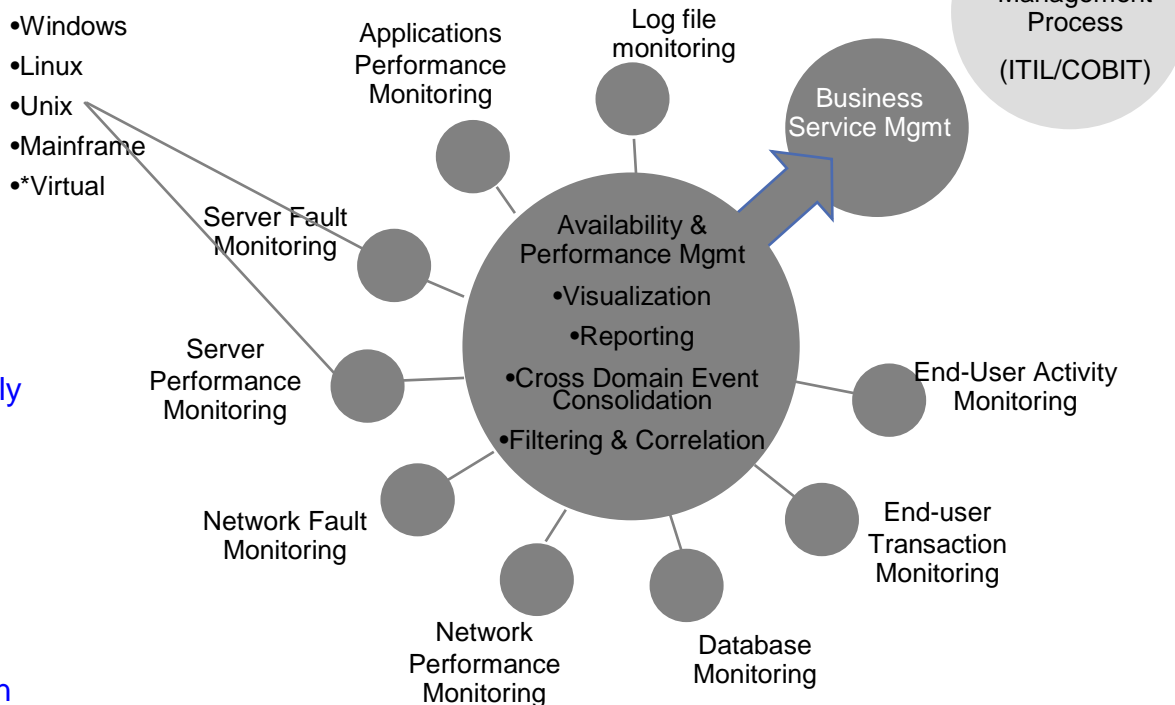 •Windows
•Linux
•Unix
•Mainframe
•*Virtual
Applications
Performance
Monitoring
Log file
monitoring
Management
Process
(ITIL/COBIT)
Business
Service Mgmt
Server Fault
Monitoring
Availability &
Performance Mgmt
•Visualization
•Reporting
•Cross Domain Event
Consolidation
•Filtering & Correlation
Server
Performance
Monitoring
ly
End-User Activity
Monitoring
Network Fault
Monitoring
End-user
Transaction
Monitoring
Network
Performance
Monitoring
Database
Monitoring